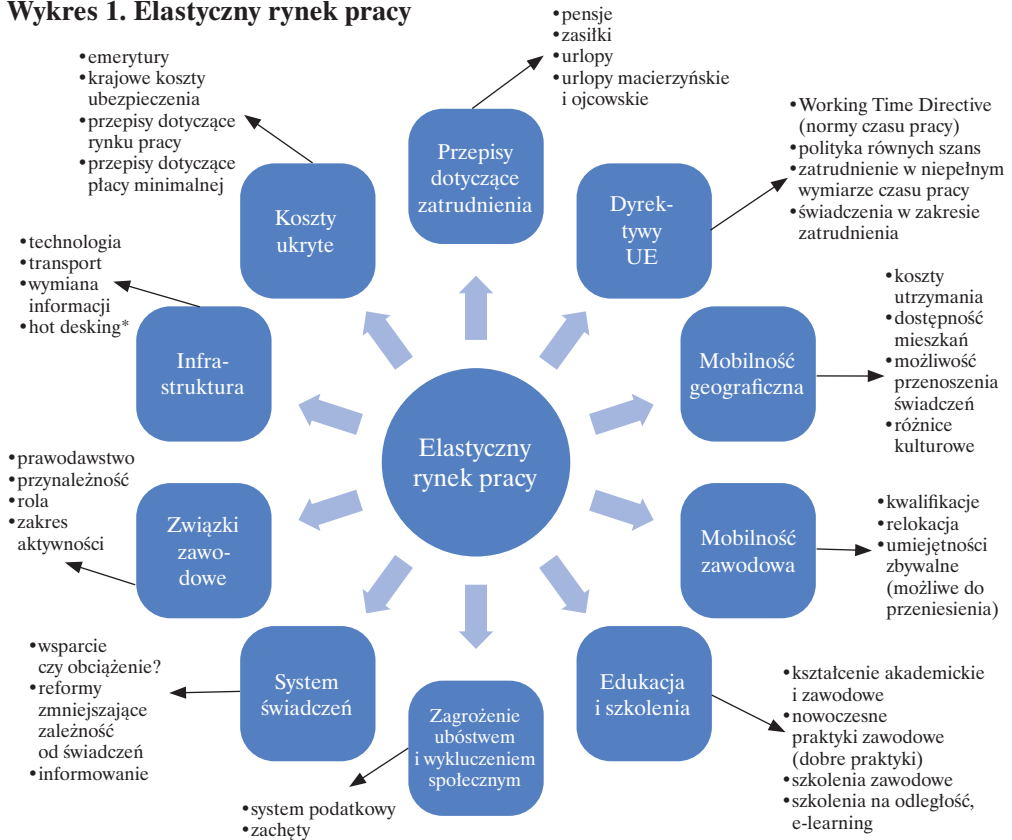 Wykres 1. Elastyczny rynek pracy
•pensje
•zasiłki
•urlopy
•urlopy macierzyńskie
i ojcowskie
Przepisy
dotyczące
zatrudnienia
•Working Time Directive
(normy czasu pracy)
•polityka równych szans
•zatrudnienie w niepełnym
wymiarze czasu pracy
•świadczenia w zakresie
zatrudnienia
Dyrek-
tywy
UE
•koszty
utrzymania
•dostępność
mieszkań
•możliwość
przenoszenia
świadczeń
•różnice
kulturowe
Mobilność
geograficzna
•kwalifikacje
•relokacja
•umiejętności
zbywalne
(możliwe do
przeniesienia)
Mobilność
zawodowa
•kształcenie akademickie
i zawodowe
•nowoczesne
praktyki zawodowe
(dobre praktyki)
•szkolenia zawodowe
•szkolenia na odległość,
e-learning
Edukacja
i szkolenia
Zagrożenie
ubóstwem
i wykluczeniem
społecznym
•system podatkowy
•zachęty
System
świadczeń
•wsparcie
czy obciążenie?
•reformy
zmniejszające
zależność
od świadczeń
•informowanie
Związki
zawo-
dowe
•prawodawstwo
•przynależność
•rola
•zakres
aktywności
Infra-
struktura
•technologia
•transport
•wymiana
informacji
•hot desking*
Koszty
ukryte
•emerytury
•krajowe koszty
ubezpieczenia
•przepisy dotyczące
rynku pracy
•przepisy dotyczące
płacy minimalnej
Elastyczny
rynek pracy